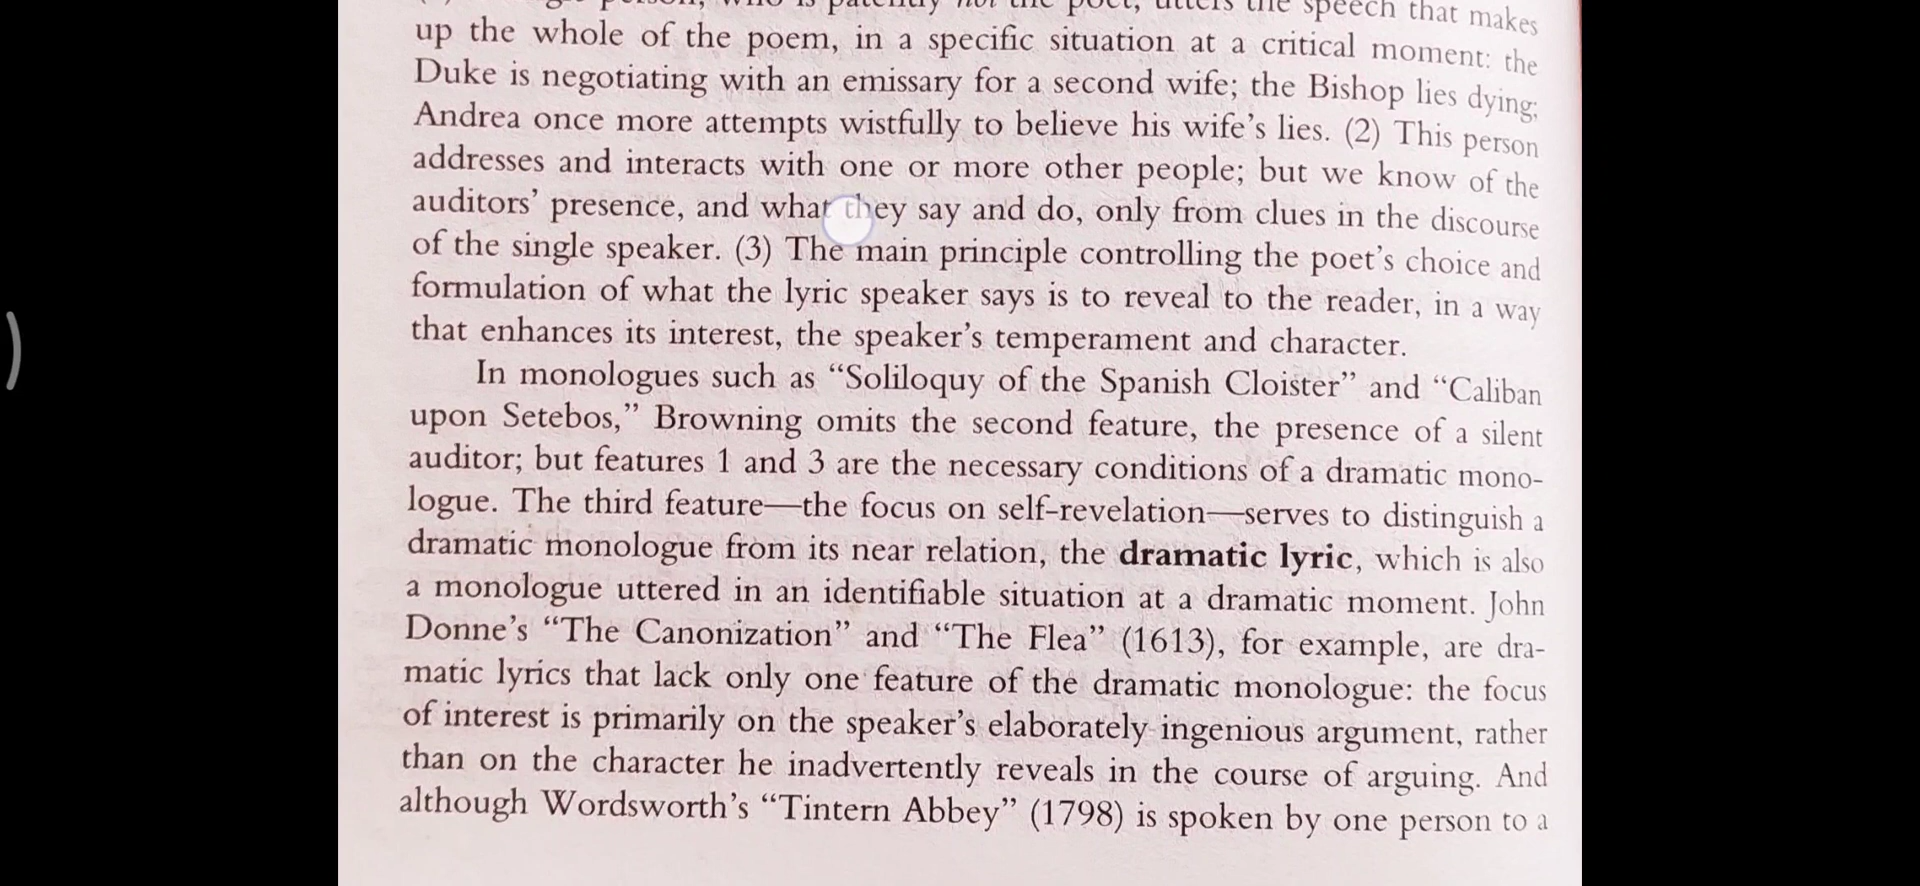 person, who is patently not the poet, utters the speech that makes
up the whole of the poem, in a specific situation at a critical moment: the
Duke is negotiating with an emissary for a second wife; the Bishop lies dying;
Andrea once more attempts wistfully to believe his wife's lies. (2) This person
addresses and interacts with one or more other people; but we know of the
auditors' presence, and what they say and do, only from clues in the discourse
of the single speaker. (3) The main principle controlling the poet's choice and
formulation of what the lyric speaker says is to reveal to the reader, in a way
that enhances its interest, the speaker's temperament and character.
In monologues such as “Soliloquy of the Spanish Cloister” and “Caliban
upon Setebos,” Browning omits the second feature, the presence of a silent
auditor; but features 1 and 3 are the necessary conditions of a dramatic mono-
logue. The third feature—the focus on self-revelation—serves to distinguish a
dramatic monologue from its near relation, the dramatic lyric, which is also
a monologue uttered in an identifiable situation at a dramatic moment. John
Donne's “The Canonization” and “The Flea” (1613), for example, are dra-
matic lyrics that lack only one feature of the dramatic monologue: the focus
of interest is primarily on the speaker's elaborately ingenious argument, rather
than on the character he inadvertently reveals in the course of arguing. And
although Wordsworth's “Tintern Abbey” (1798) is spoken by one person to a